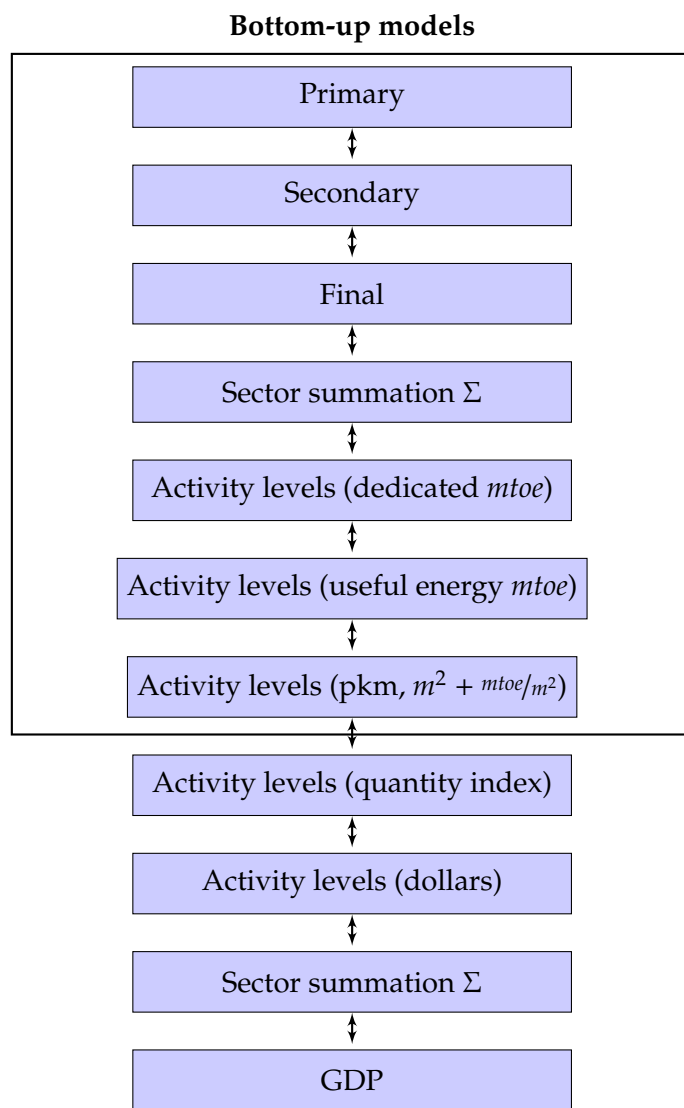 Bottom-up models
Primary
Secondary
Final
Sector summation Σ
Activity levels (dedicated mtoe)
Activity levels (useful energy mtoe)
Activity levels (pkm, m² + mtoe/m²)
Activity levels (quantity index)
Activity levels (dollars)
Sector summation Σ
GDP